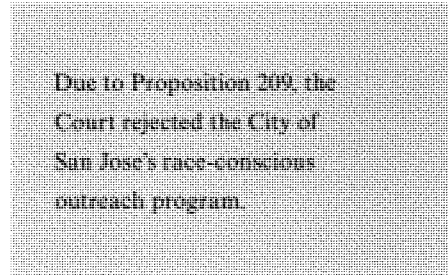 Due to Proposition 209, the
Court rejected the City of
San Jose's race-conscious
outreach program.